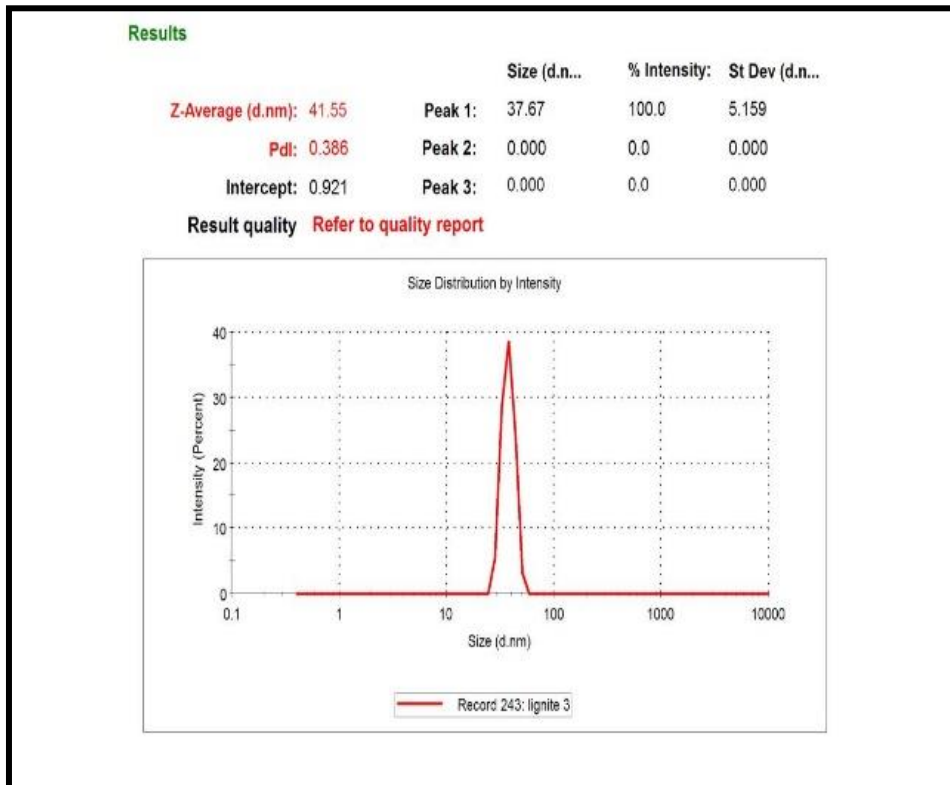 Results
Size (d.n... % Intensity: St Dev (d.n...
Z-Average (d.nm): 41.55 Peak 1: 37.67 100.0 5.159
PdI: 0.386 Peak 2: 0.000 0.0 0.000
Intercept: 0.921 Peak 3: 0.000 0.0 0.000
Result quality Refer to quality report
Size Distribution by Intensity
Intensity (Percent)
40
30
20
10
0
0.1 1 10 100 1000 10000
Size (d.nm)
Record 243: lignite 3